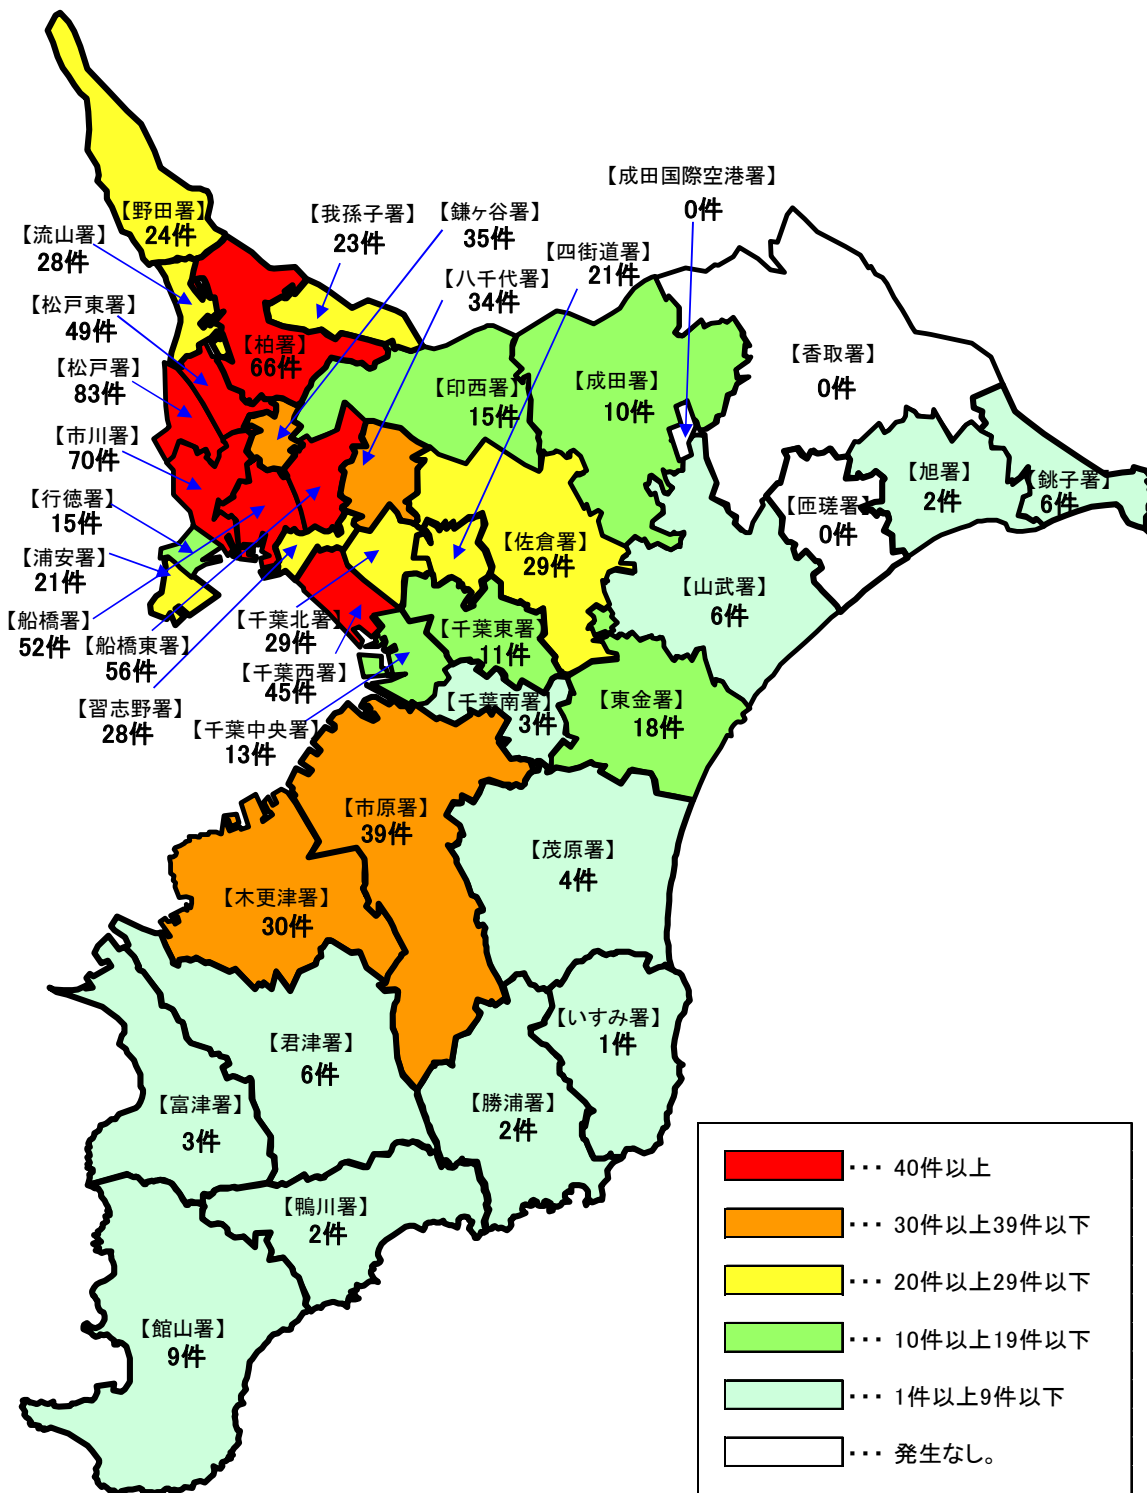 【成田国際空港署】
0件
【野田署】
24件
【我孫子署】
23件
【鎌ヶ谷署】
35件
【流山署】
28件
【四街道署】
21件
【八千代署】
34件
【松戸東署】
49件
【柏署】
66件
【香取署】
0件
【松戸署】
83件
【印西署】
15件
【成田署】
10件
【市川署】
70件
【旭署】
2件
【銚子署】
6件
【行徳署】
15件
【匝瑳署】
0件
【浦安署】
21件
【佐倉署】
29件
【山武署】
6件
【船橋署】
52件
【船橋東署】
56件
【千葉北署】
29件
【千葉東署】
11件
【千葉西署】
45件
【習志野署】
28件
【千葉中央署】
13件
【千葉南署】
3件
【東金署】
18件
【市原署】
39件
【茂原署】
4件
【木更津署】
30件
【いすみ署】
1件
【君津署】
6件
【富津署】
3件
【勝浦署】
2件
【鴨川署】
2件
【館山署】
9件
・・・ 40件以上
・・・ 30件以上39件以下
・・・ 20件以上29件以下
・・・ 10件以上19件以下
・・・ 1件以上9件以下
・・・ 発生なし。